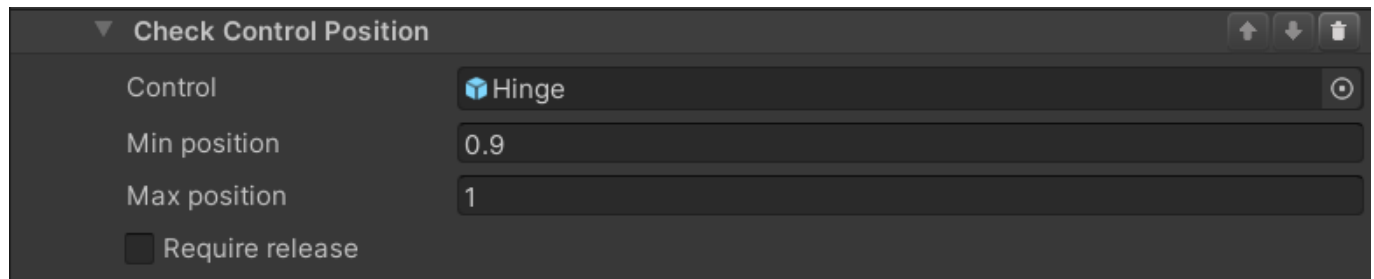 Check Control Position
Control Hinge
Min position 0.9
Max position 1
Require release